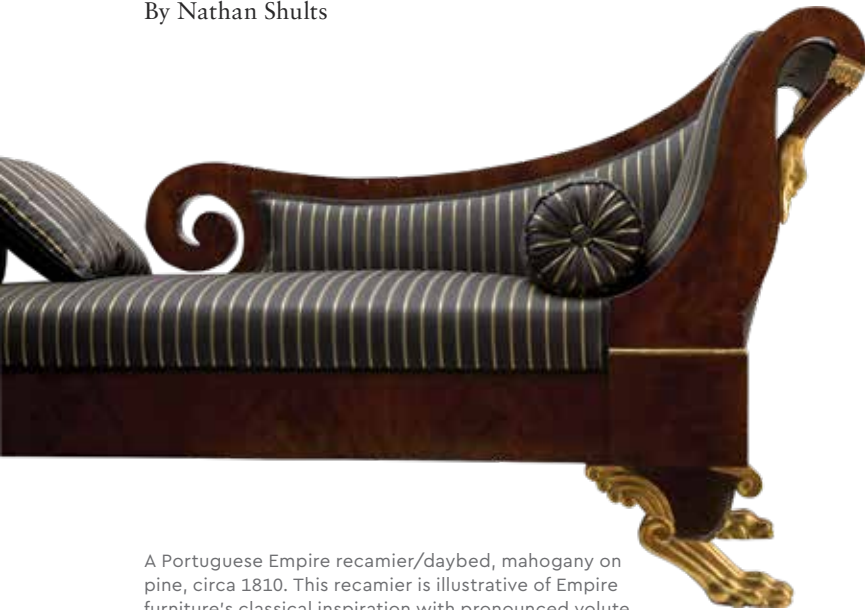 By Nathan Shults
A Portuguese Empire recamier/daybed, mahogany on
pine, circa 1810. This recamier is illustrative of Empire
furniture's classical inspiration with pronounced volute